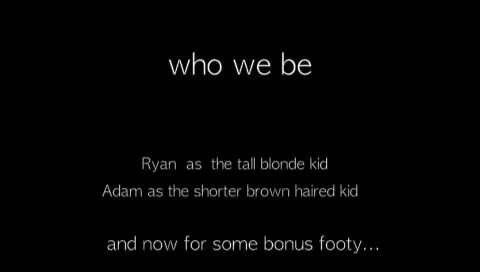 who we be
Ryan as the tall blonde kid
Adam as the shorter brown haired kid
and now for some bonus footy...